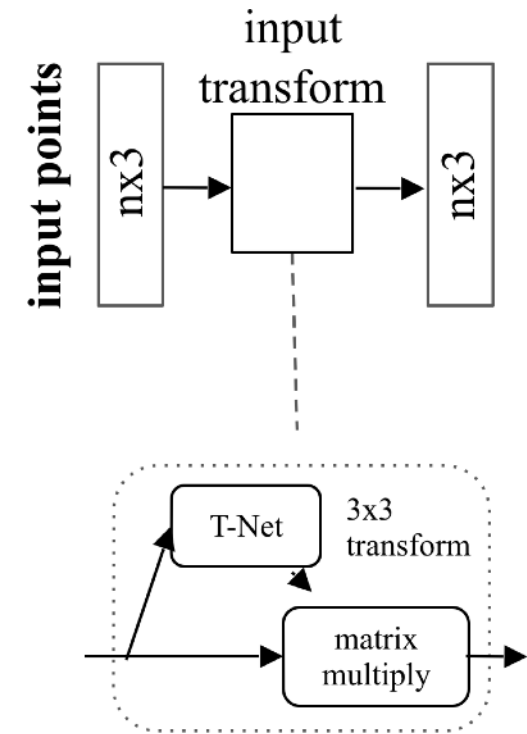 input
transform
input points
nx3
nx3
T-Net
3x3
transform
matrix
multiply